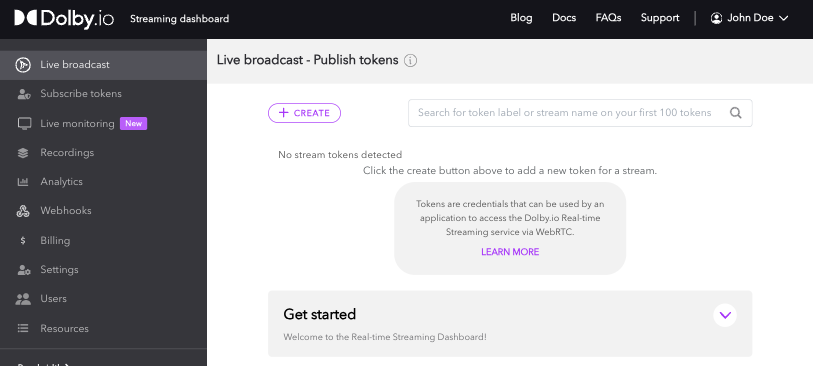 Dolby.io Streaming dashboard Blog Docs FAQs Support John Doe
Live broadcast
Subscribe tokens
Live monitoring New
Recordings
Analytics
Webhooks
Billing
Settings
Users
Resources
Live broadcast - Publish tokens
CREATE
Search for token label or stream name on your first 100 tokens
No stream tokens detected
Click the create button above to add a new token for a stream.
Tokens are credentials that can be used by an
application to access the Dolby.io Real-time
Streaming service via WebRTC.
LEARN MORE
Get started
Welcome to the Real-time Streaming Dashboard!